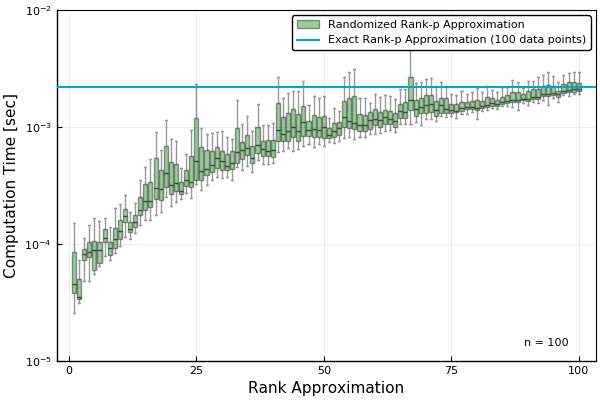 10⁻²
Randomized Rank-p Approximation
Exact Rank-p Approximation (100 data points)
10⁻³
10⁻⁴
10⁻⁵
Computation Time [sec]
n = 100
0 25 50 75 100
Rank Approximation